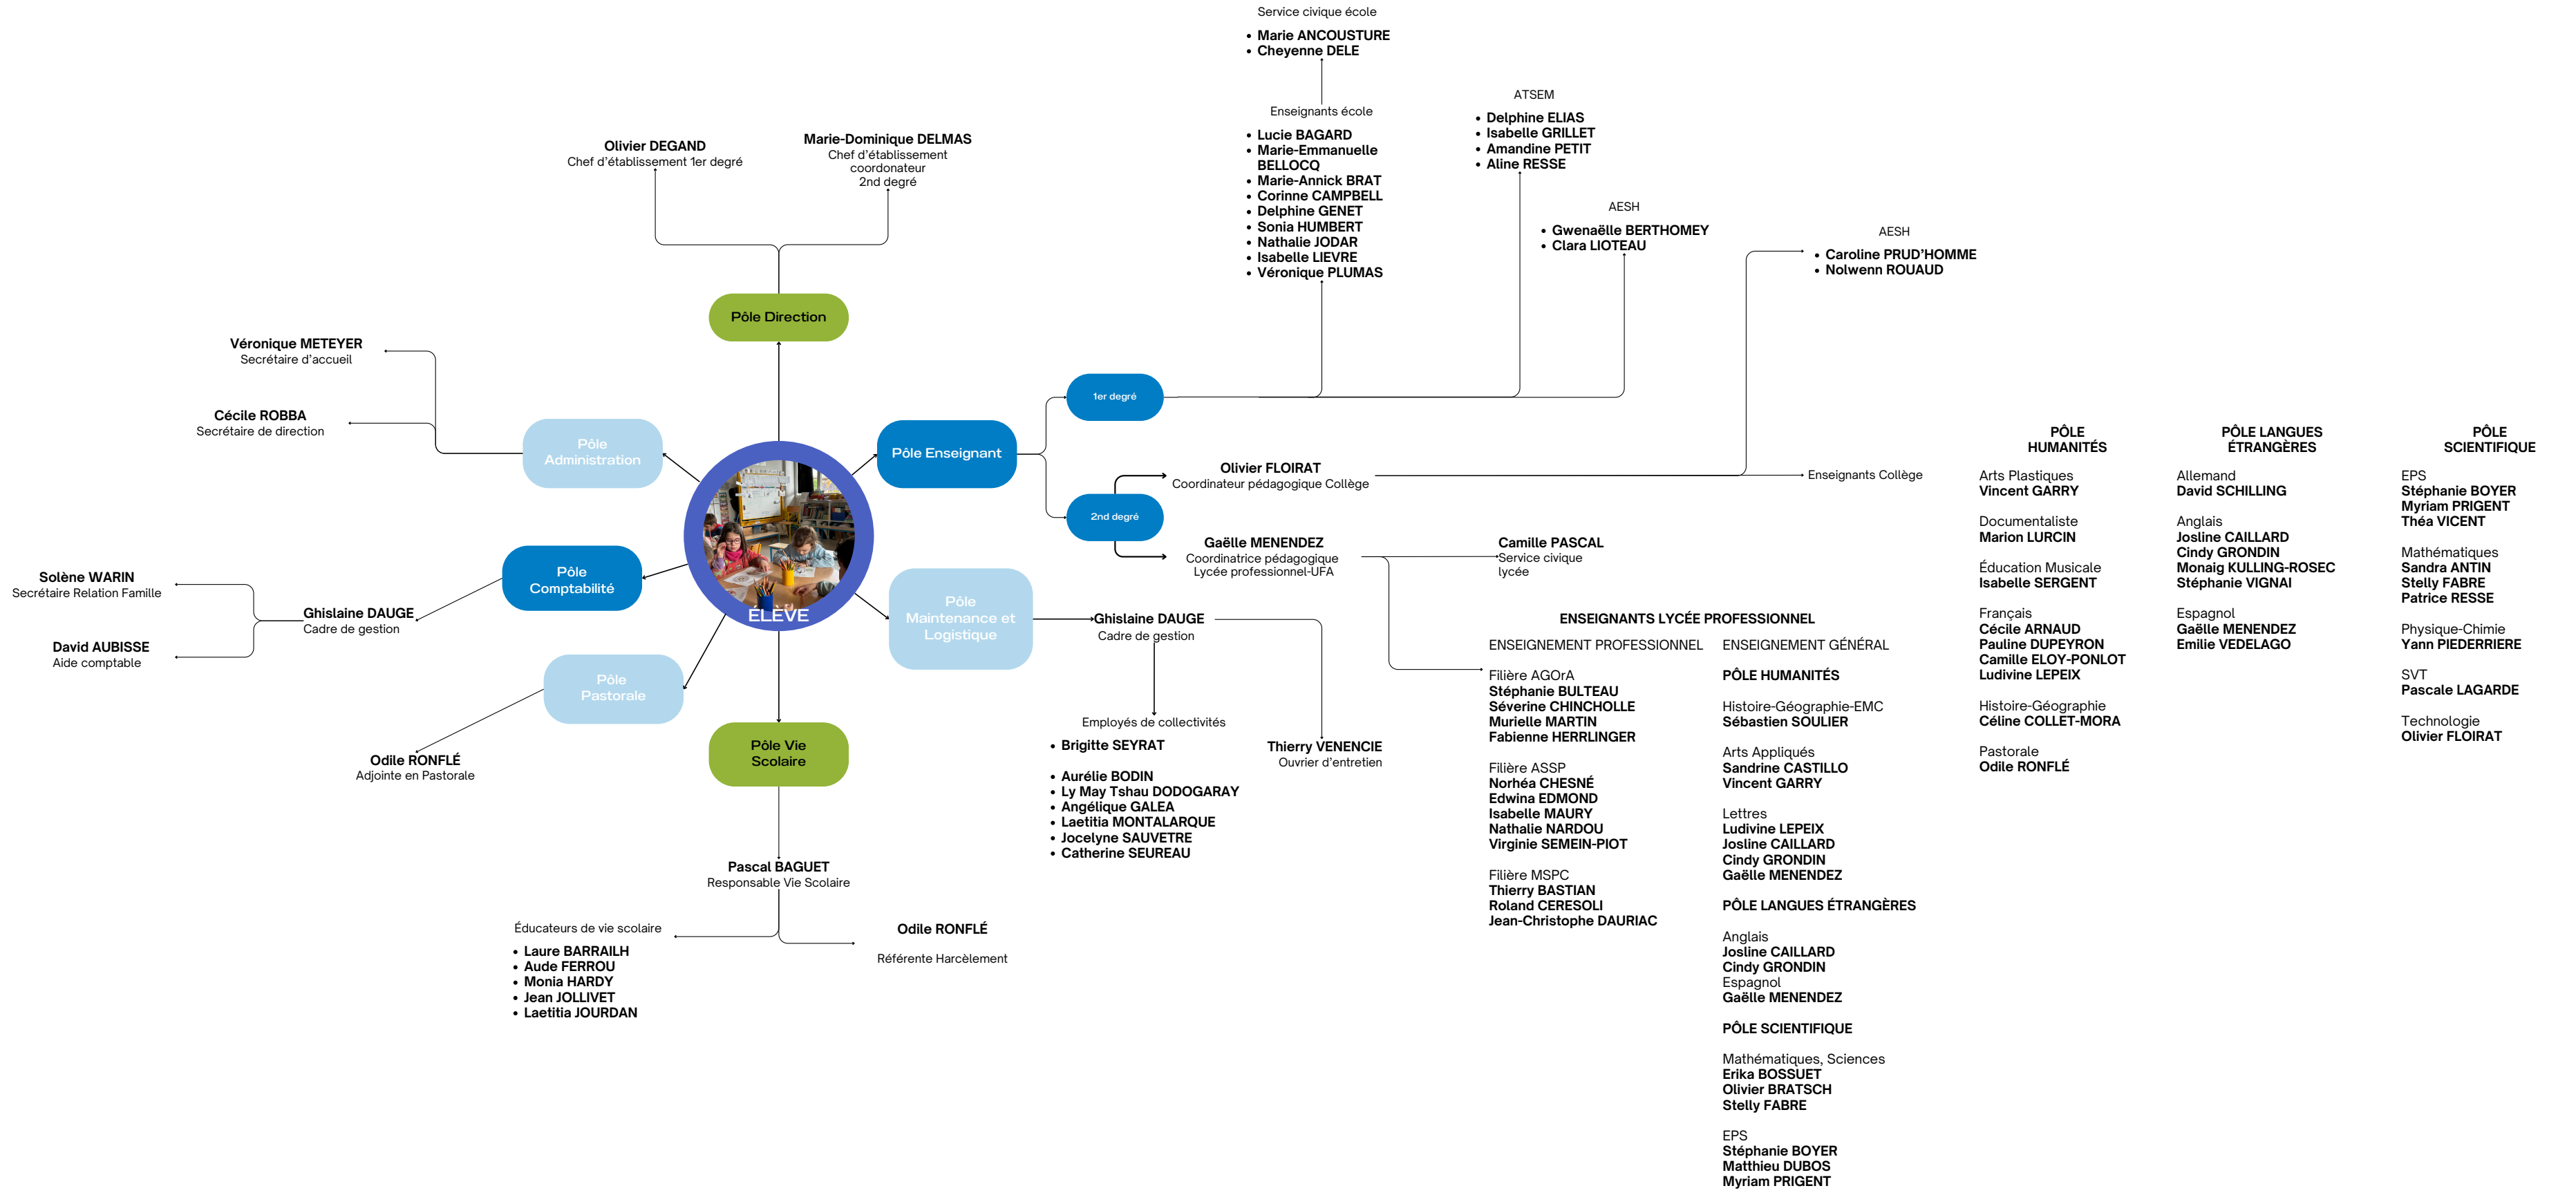 Service civique école
• Marie ANCOUSTURE
• Cheyenne DELE
Enseignants école
• Lucie BAGARD
• Marie-Emmanuelle
BELLOCQ
• Marie-Annick BRAT
• Corinne CAMPBELL
• Delphine GENET
• Sonia HUMBERT
• Nathalie JODAR
• Isabelle LIEVRE
• Véronique PLUMAS
ATSEM
• Delphine ELIAS
• Isabelle GRILLET
• Amandine PETIT
• Aline RESSE
AESH
• Gwenaëlle BERTHOMEY
• Clara LIOTEAU
AESH
• Caroline PRUD'HOMME
• Nolwenn ROUAUD
Olivier DEGAND
Chef d'établissement 1er degré
Marie-Dominique DELMAS
Chef d'établissement
coordonateur
2nd degré
Pôle Direction
Véronique METEYER
Secrétaire d'accueil
Cécile ROBBA
Secrétaire de direction
Pôle
Administration
Pôle Enseignant
1er degré
2nd degré
Olivier FLOIRAT
Coordinateur pédagogique Collège
Enseignants Collège
Gaëlle MENENDEZ
Coordinatrice pédagogique
Lycée professionnel-UFA
Camille PASCAL
Service civique
lycée
ÉLÈVE
Pôle
Comptabilité
Solène WARIN
Secrétaire Relation Famille
David AUBISSE
Aide comptable
Ghislaine DAUGE
Cadre de gestion
Pôle
Maintenance et
Logistique
Ghislaine DAUGE
Cadre de gestion
Employés de collectivités
• Brigitte SEYRAT
• Aurélie BODIN
• Ly May Tshau DODOGARAY
• Angélique GALEA
• Laetitia MONTALARQUE
• Jocelyne SAUVETRE
• Catherine SEUREAU
Thierry VENENCIE
Ouvrier d'entretien
Pôle
Pastorale
Odile RONFLÉ
Adjointe en Pastorale
Pôle Vie
Scolaire
Pascal BAGUET
Responsable Vie Scolaire
Éducateurs de vie scolaire
• Laure BARRAILH
• Aude FERROU
• Monia HARDY
• Jean JOLLIVET
• Laetitia JOURDAN
Odile RONFLÉ
Référente Harcèlement
ENSEIGNANTS LYCÉE PROFESSIONNEL
ENSEIGNEMENT PROFESSIONNEL
Filière AGOrA
Stéphanie BULTEAU
Séverine CHINCHOLLE
Murielle MARTIN
Fabienne HERRLINGER
Filière ASSP
Norhéa CHESNÉ
Edwina EDMOND
Isabelle MAURY
Nathalie NARDOU
Virginie SEMEIN-PIOT
Filière MSPC
Thierry BASTIAN
Roland CERESOLI
Jean-Christophe DAURIAC
ENSEIGNEMENT GÉNÉRAL
PÔLE HUMANITÉS
Histoire-Géographie-EMC
Sébastien SOULIER
Arts Appliqués
Sandrine CASTILLO
Vincent GARRY
Lettres
Ludivine LEPEIX
Josline CAILLARD
Cindy GRONDIN
Gaëlle MENENDEZ
PÔLE LANGUES ÉTRANGÈRES
Anglais
Josline CAILLARD
Cindy GRONDIN
Espagnol
Gaëlle MENENDEZ
PÔLE SCIENTIFIQUE
Mathématiques, Sciences
Erika BOSSUET
Olivier BRATSCH
Stelly FABRE
EPS
Stéphanie BOYER
Matthieu DUBOS
Myriam PRIGENT
PÔLE
HUMANITÉS
Arts Plastiques
Vincent GARRY
Documentaliste
Marion LURCIN
Éducation Musicale
Isabelle SERGENT
Français
Cécile ARNAUD
Pauline DUPEYRON
Camille ELOY-PONLOT
Ludivine LEPEIX
Histoire-Géographie
Céline COLLET-MORA
Pastorale
Odile RONFLÉ
PÔLE LANGUES
ÉTRANGÈRES
Allemand
David SCHILLING
Anglais
Josline CAILLARD
Cindy GRONDIN
Monaig KULLING-ROSEC
Stéphanie VIGNAI
Espagnol
Gaëlle MENENDEZ
Emilie VEDELAGO
PÔLE
SCIENTIFIQUE
EPS
Stéphanie BOYER
Myriam PRIGENT
Théa VICENT
Mathématiques
Sandra ANTIN
Stelly FABRE
Patrice RESSE
Physique-Chimie
Yann PIEDERRIERE
SVT
Pascale LAGARDE
Technologie
Olivier FLOIRAT